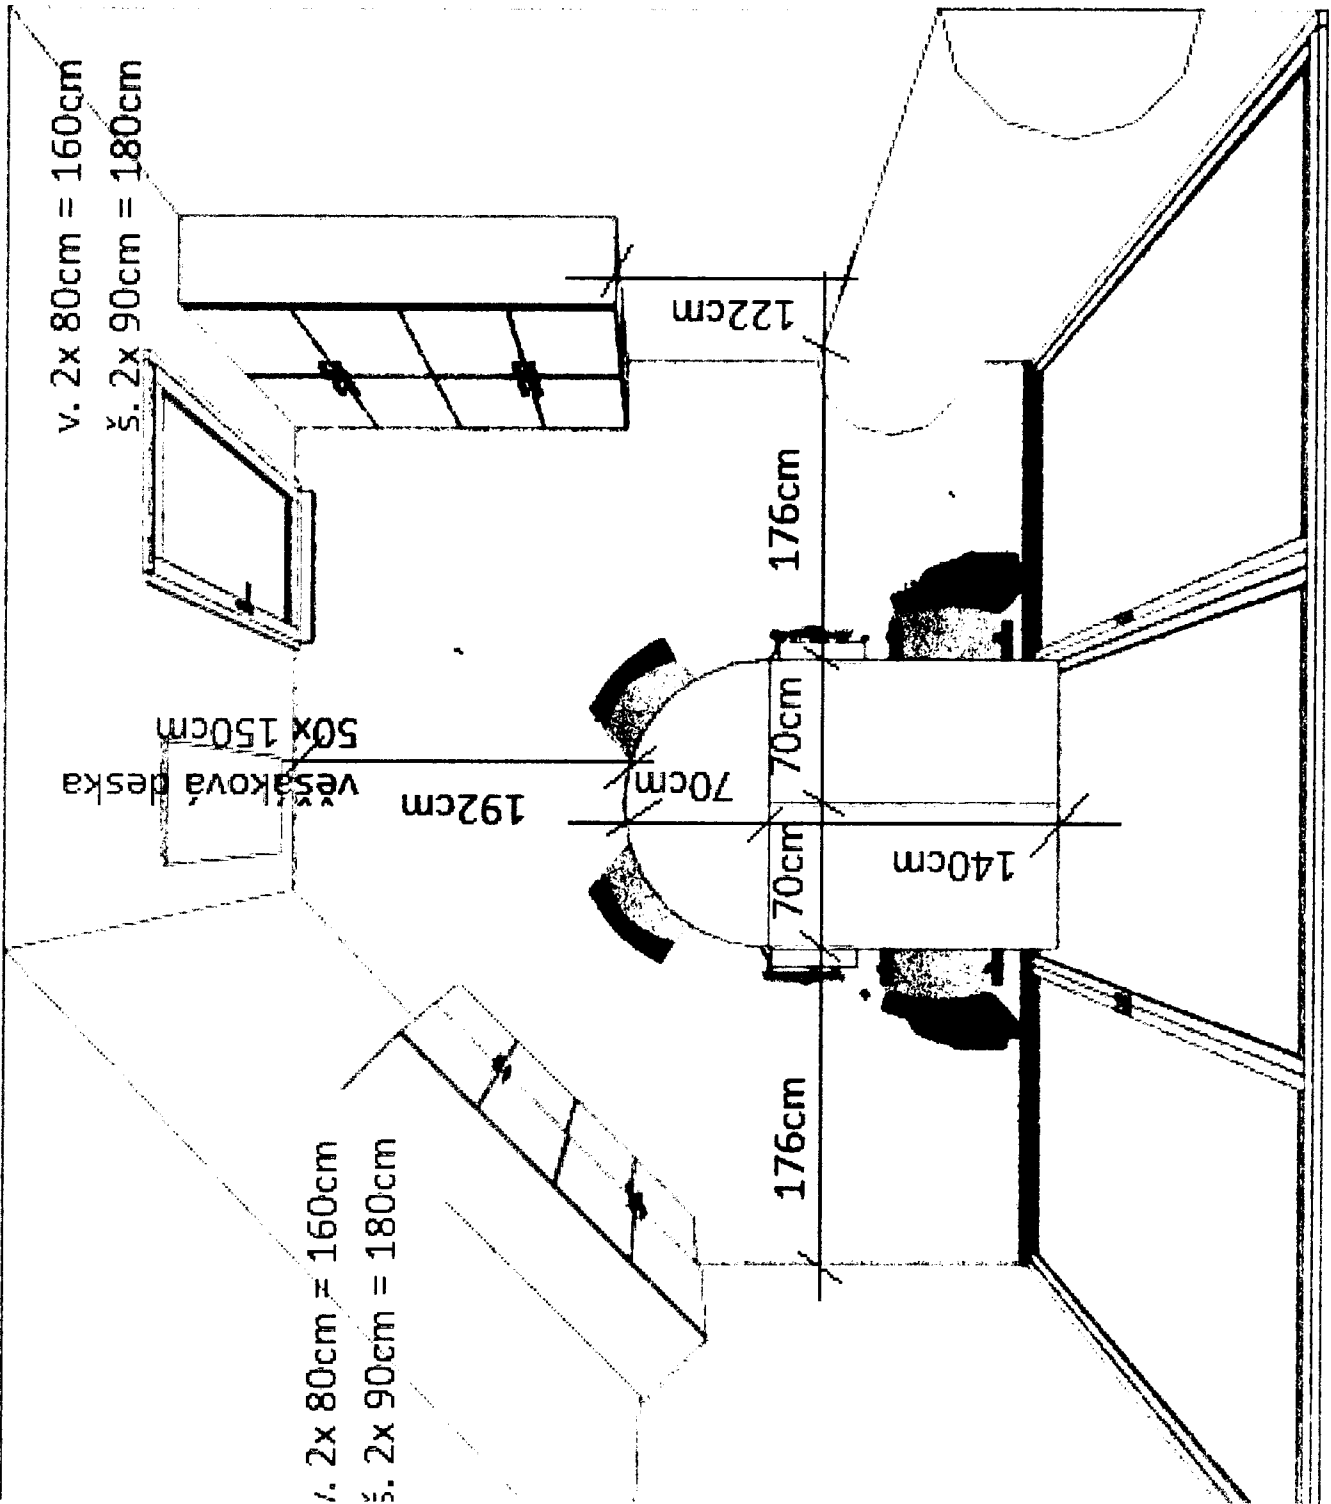 v. 2x 80cm = 160cm
š. 2x 90cm = 180cm
122cm
50x 150cm
věšáková deska
192cm
70cm
70cm
70cm
140cm
176cm
176cm
v. 2x 80cm = 160cm
š. 2x 90cm = 180cm